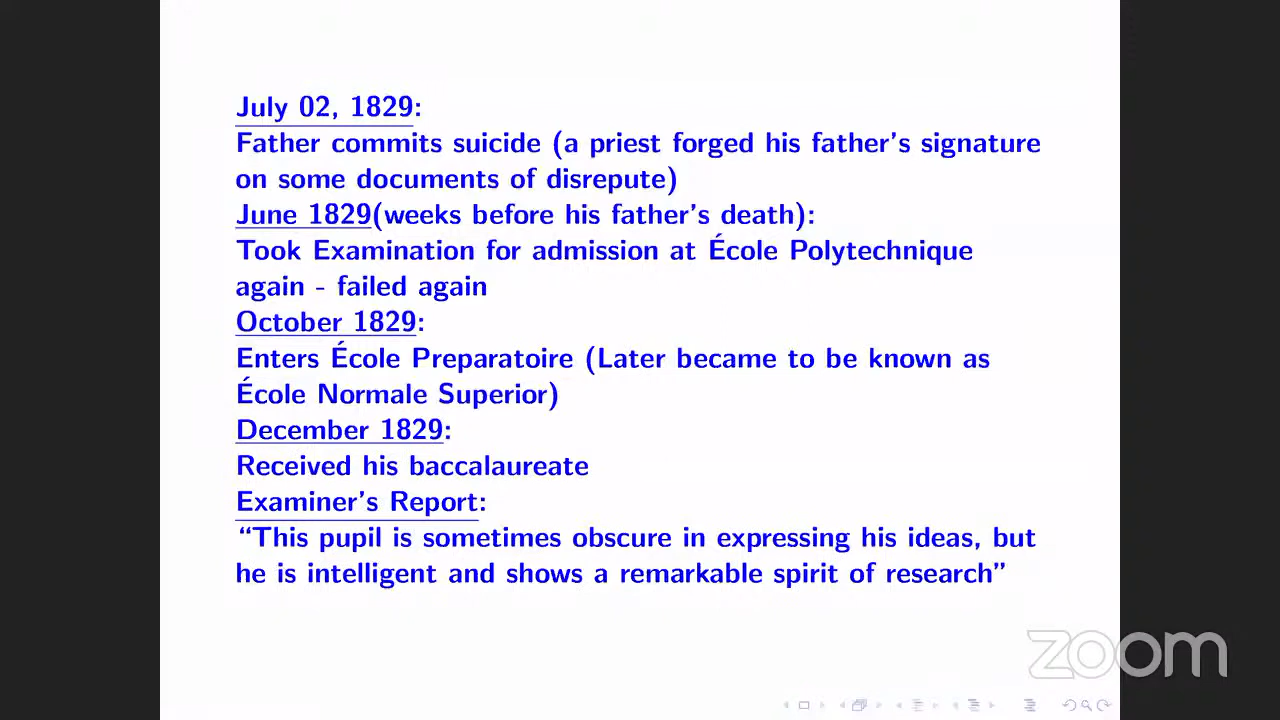 July 02, 1829:
Father commits suicide (a priest forged his father's signature
on some documents of disrepute)
June 1829(weeks before his father's death):
Took Examination for admission at École Polytechnique
again - failed again
October 1829:
Enters École Preparatoire (Later became to be known as
École Normale Superior)
December 1829:
Received his baccalaureate
Examiner's Report:
“This pupil is sometimes obscure in expressing his ideas, but
he is intelligent and shows a remarkable spirit of research”
zoom